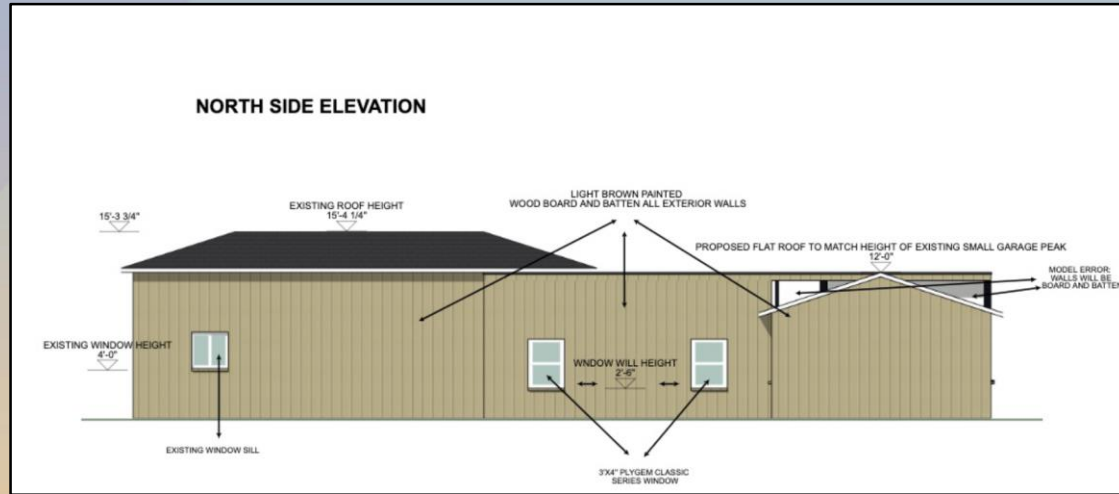 NORTH SIDE ELEVATION
LIGHT BROWN PAINTED
WOOD BOARD AND BATTEN ALL EXTERIOR WALLS
EXISTING ROOF HEIGHT
15'-4 1/4"
15'-3 3/4"
PROPOSED FLAT ROOF TO MATCH HEIGHT OF EXISTING SMALL GARAGE PEAK
12'-0"
MODEL ERROR:
WALLS WILL BE
BOARD AND BATTEN
EXISTING WINDOW HEIGHT
4'-0"
WNDOW WILL HEIGHT
2'-6"
EXISTING WINDOW SILL
3'X4" PLYGEM CLASSIC
SERIES WINDOW